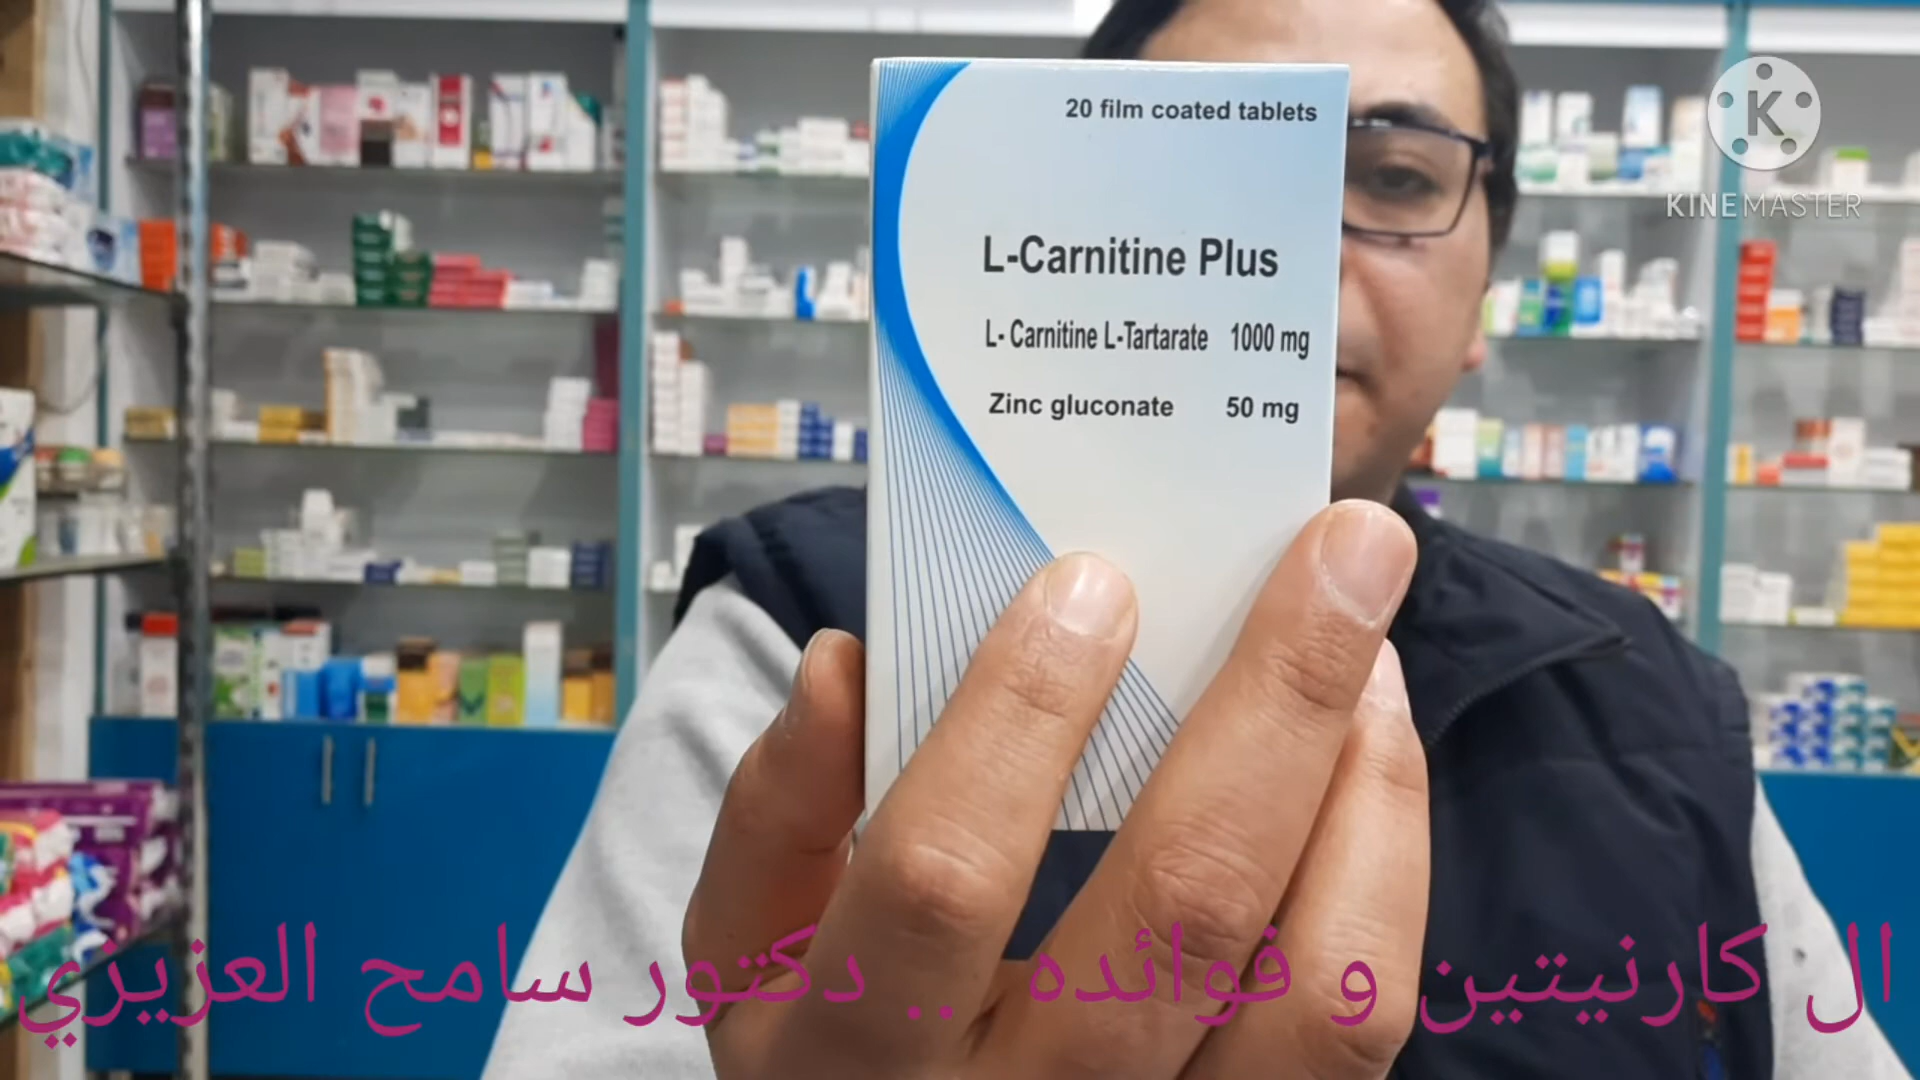 20 film coated tablets
K
KINEMASTER
L-Carnitine Plus
L- Carnitine L-Tartarate 1000 mg
Zinc gluconate 50 mg
ال كارنيتين و فوائده .. دكتور سامح العزيزي